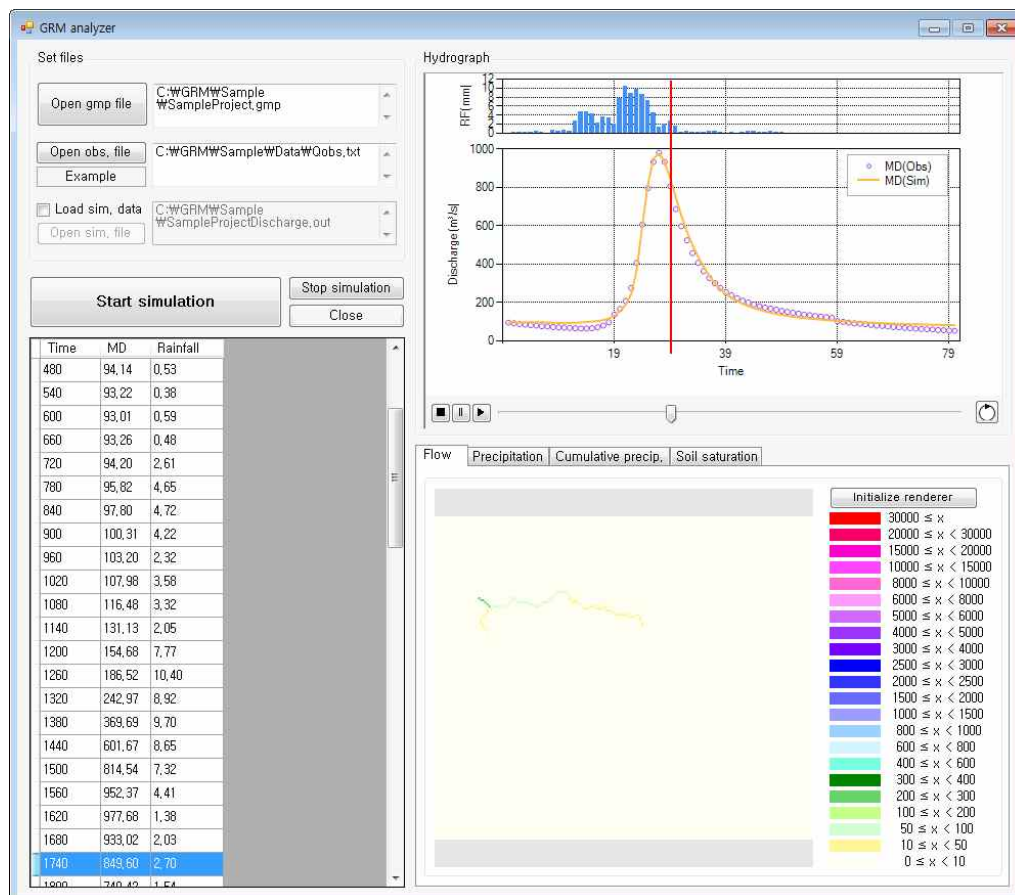 GRM analyzer
Set files
Open gmp file
C:₩GRM₩Sample
₩SampleProject.gmp
Open obs. file
C:₩GRM₩Sample₩Data₩Qobs.txt
Example
Load sim. data
C:₩GRM₩Sample
₩SampleProjectDischarge.out
Open sim. file
Start simulation
Stop simulation
Close
Time MD Rainfall
480 94.14 0.53
540 93.22 0.38
600 93.01 0.59
660 93.26 0.48
720 94.20 2.61
780 95.82 4.65
840 97.80 4.72
900 100.31 4.22
960 103.20 2.32
1020 107.98 3.58
1080 116.48 3.32
1140 131.13 2.05
1200 154.68 7.77
1260 186.52 10.40
1320 242.97 8.92
1380 369.69 9.70
1440 601.67 8.65
1500 814.54 7.32
1560 952.37 4.41
1620 977.68 1.38
1680 933.02 2.03
1740 849.60 2.70
Hydrograph
RF[mm]
12
10
8
6
4
2
0
Discharge[m³/s]
1000
800
600
400
200
0
MD(Obs)
MD(Sim)
19 39 59 79
Time
Flow Precipitation Cumulative precip. Soil saturation
Initialize renderer
30000 ≤ x
20000 ≤ x < 30000
15000 ≤ x < 20000
10000 ≤ x < 15000
8000 ≤ x < 10000
6000 ≤ x < 8000
5000 ≤ x < 6000
4000 ≤ x < 5000
3000 ≤ x < 4000
2500 ≤ x < 3000
2000 ≤ x < 2500
1500 ≤ x < 2000
1000 ≤ x < 1500
800 ≤ x < 1000
600 ≤ x < 800
400 ≤ x < 600
300 ≤ x < 400
200 ≤ x < 300
100 ≤ x < 200
50 ≤ x < 100
10 ≤ x < 50
0 ≤ x < 10